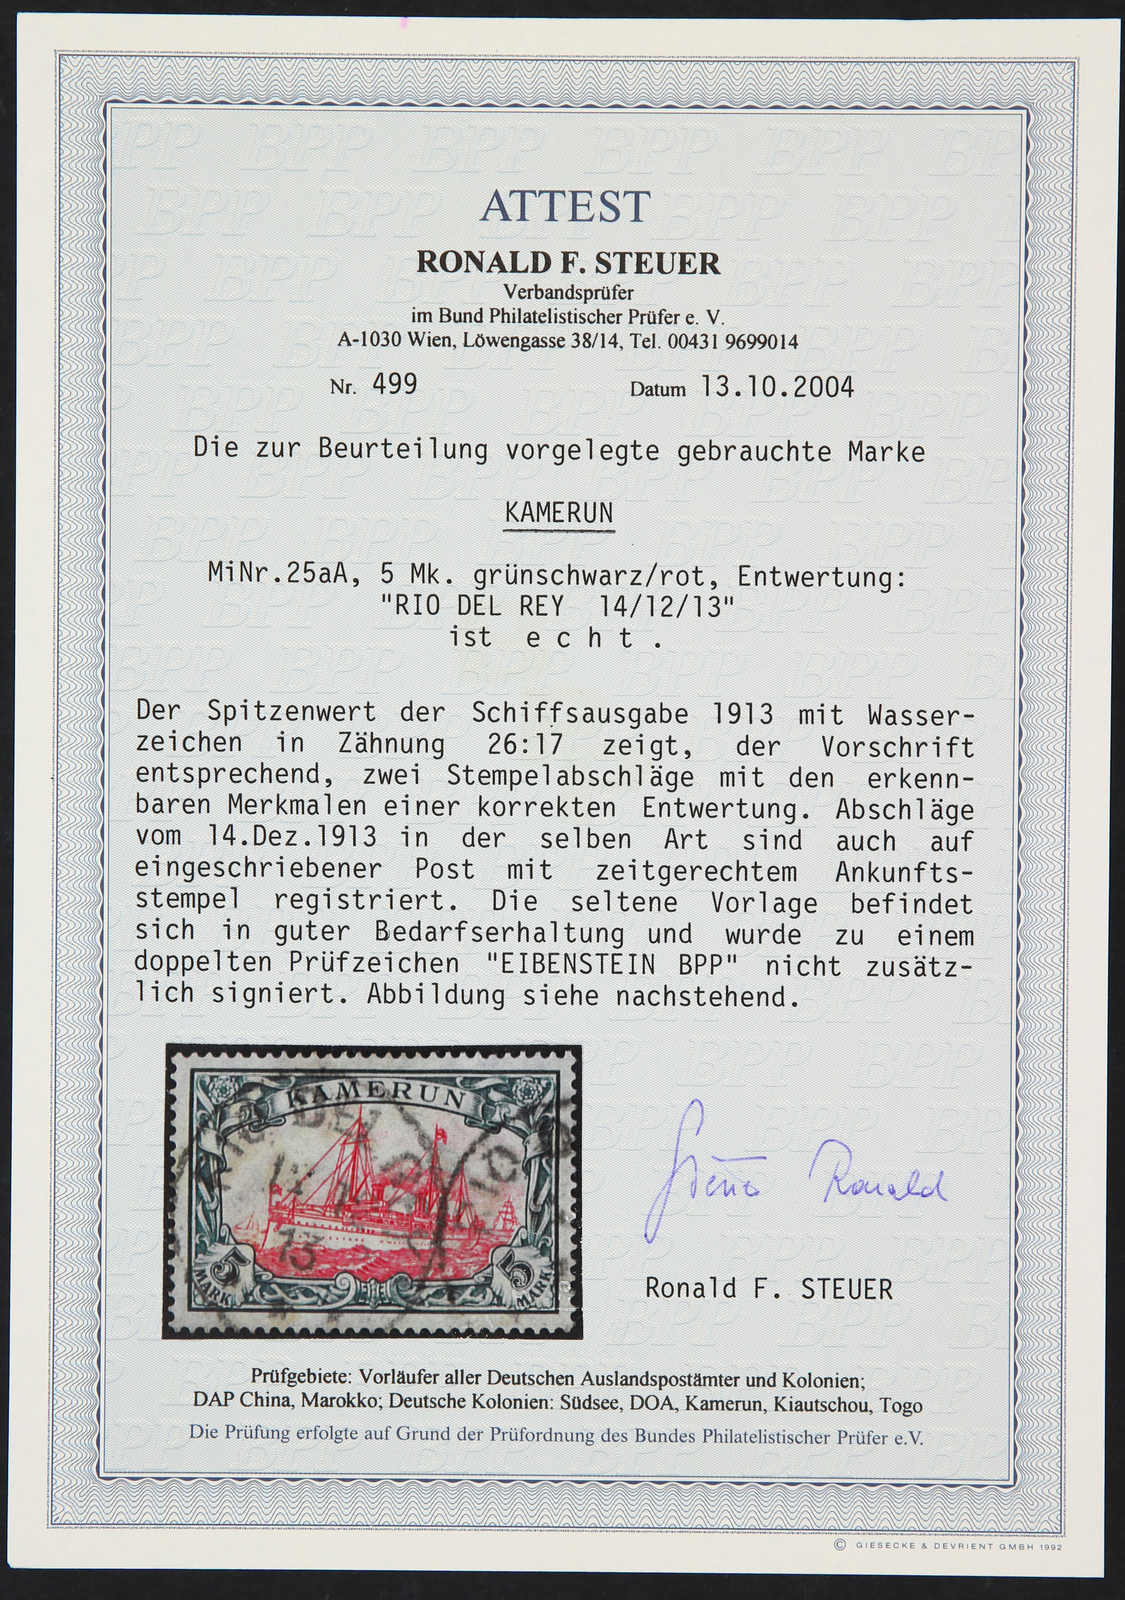 ATTEST
RONALD F. STEUER
Verbandsprüfer
im Bund Philatelistischer Prüfer e. V.
A-1030 Wien, Löwengasse 38/14, Tel. 00431 9699014
Nr. 499 Datum 13.10.2004
Die zur Beurteilung vorgelegte gebrauchte Marke
KAMERUN
MiNr.25aA, 5 Mk. grünschwarz/rot, Entwertung:
"RIO DEL REY 14/12/13"
ist e c h t .
Der Spitzenwert der Schiffsausgabe 1913 mit Wasser-
zeichen in Zähnung 26:17 zeigt, der Vorschrift
entsprechend, zwei Stempelabschläge mit den erkenn-
baren Merkmalen einer korrekten Entwertung. Abschläge
vom 14.Dez.1913 in der selben Art sind auch auf
eingeschriebener Post mit zeitgerechtem Ankunfts-
stempel registriert. Die seltene Vorlage befindet
sich in guter Bedarfserhaltung und wurde zu einem
doppelten Prüfzeichen "EIBENSTEIN BPP" nicht zusätz-
lich signiert. Abbildung siehe nachstehend.
KAMERUN
5 MARK
5 MARK
Ronald
Ronald F. STEUER
Prüfgebiete: Vorläufer aller Deutschen Auslandspostämter und Kolonien;
DAP China, Marokko; Deutsche Kolonien: Südsee, DOA, Kamerun, Kiautschou, Togo
Die Prüfung erfolgte auf Grund der Prüfordnung des Bundes Philatelistischer Prüfer e.V.
© GIESECKE & DEVRIENT GMBH 1992